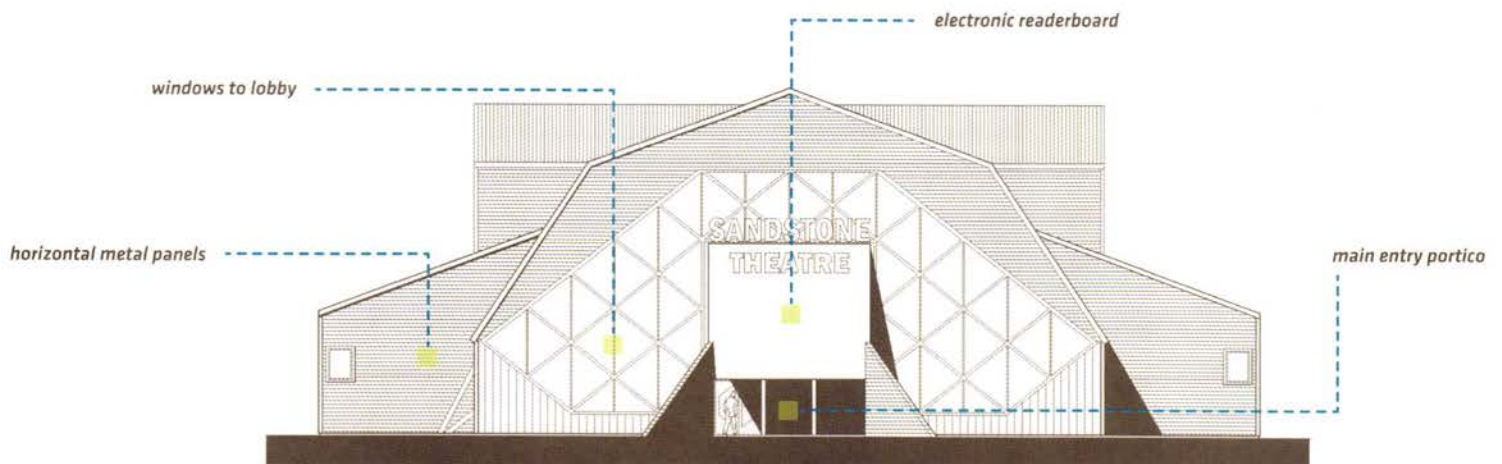 electronic readerboard
windows to lobby
SANDSTONE
THEATRE
horizontal metal panels
main entry portico